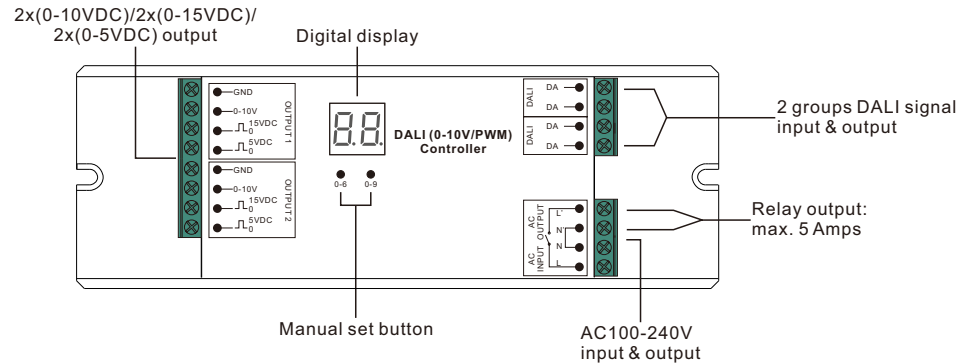 2x(0-10VDC)/2x(0-15VDC)/
2x(0-5VDC) output
Digital display
GND
0-10V
15VDC
0
5VDC
0
OUTPUT 1
GND
0-10V
15VDC
0
5VDC
0
OUTPUT 2
8.8.
DALI (0-10V/PWM)
Controller
0-6
0-9
DALI
DA
DA
DALI
DA
DA
2 groups DALI signal
input & output
AC
OUTPUT
L'
N'
AC
INPUT
N
L
Relay output:
max. 5 Amps
Manual set button
AC100-240V
input & output